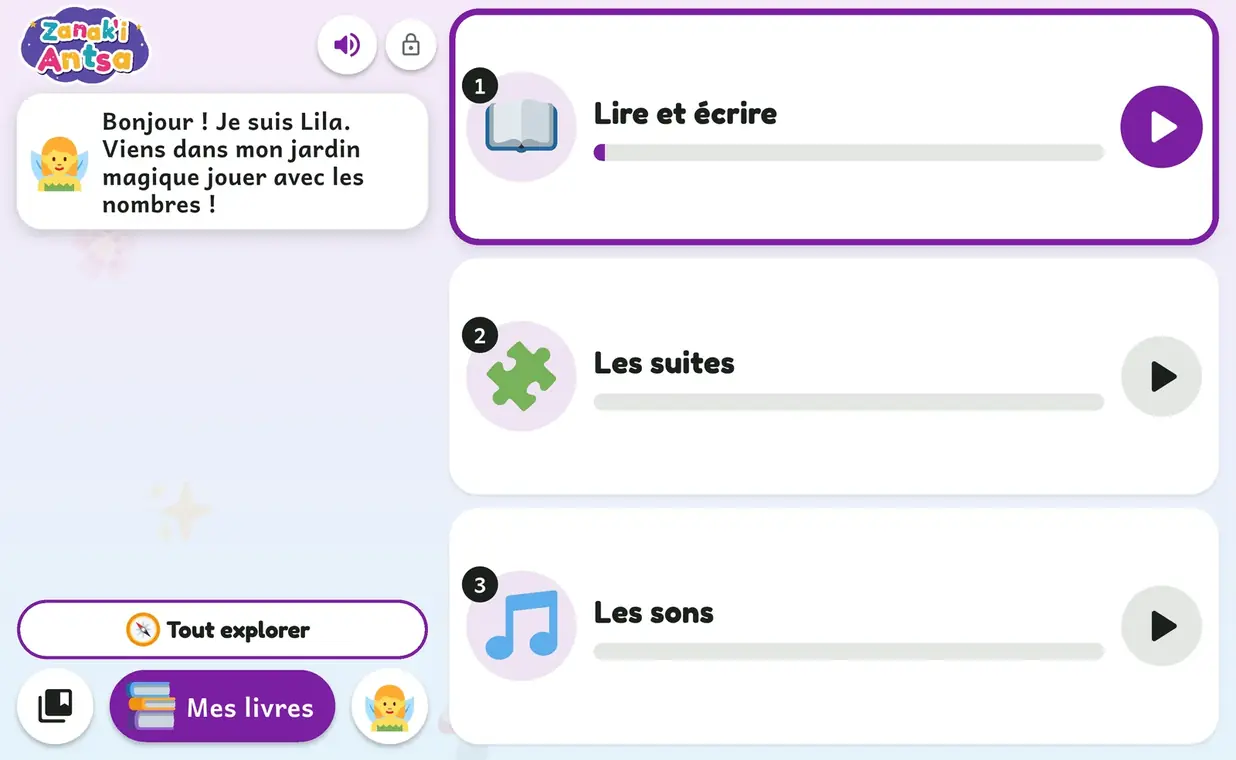 Zanak'i
Antsa
Bonjour ! Je suis Lila.
Viens dans mon jardin
magique jouer avec les
nombres !
Tout explorer
Mes livres
1
Lire et écrire
2
Les suites
3
Les sons